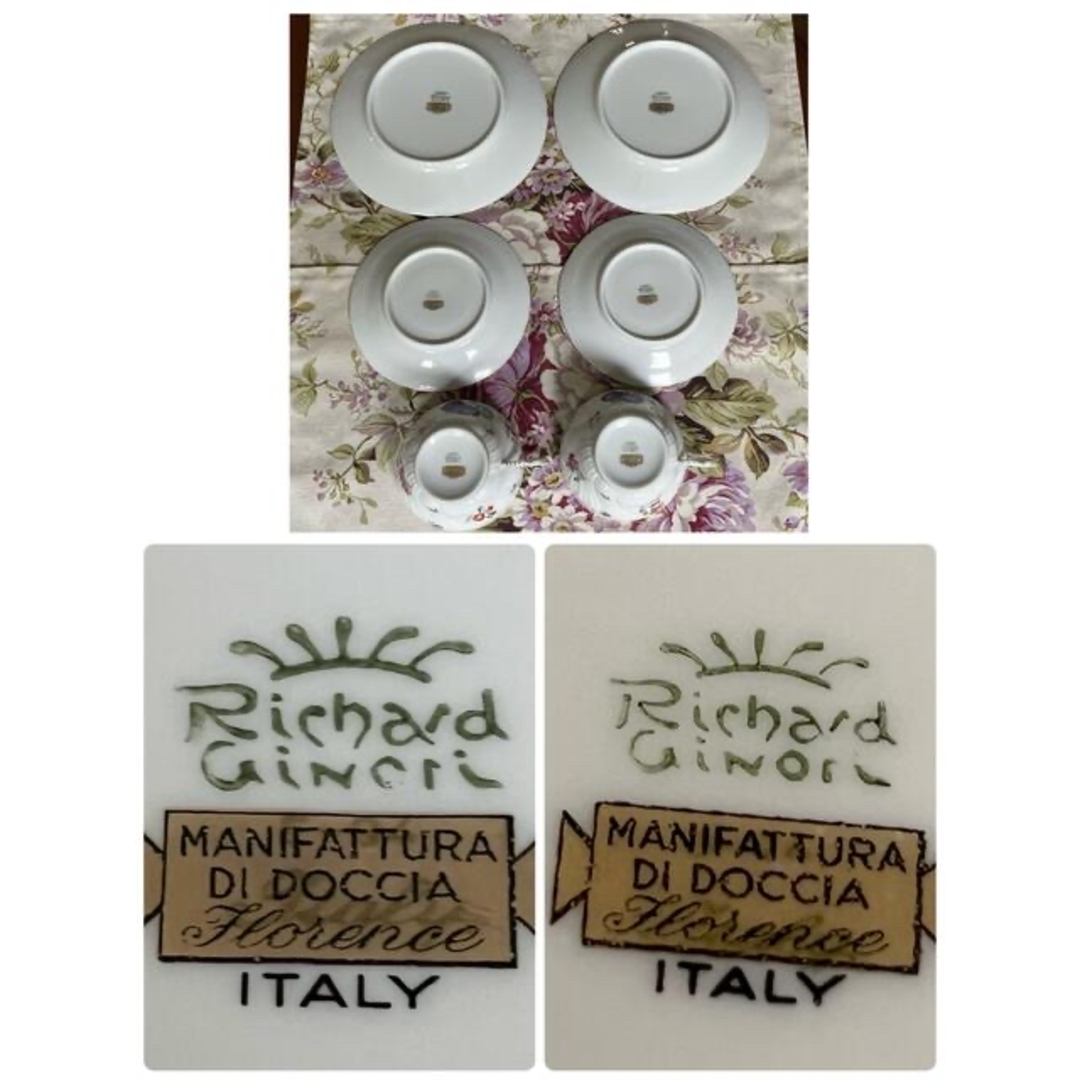 Richard
Ginori
MANIFATTURA
DI DOCCIA
Florence
ITALY
Richard
Ginori
MANIFATTURA
DI DOCCIA
Florence
ITALY